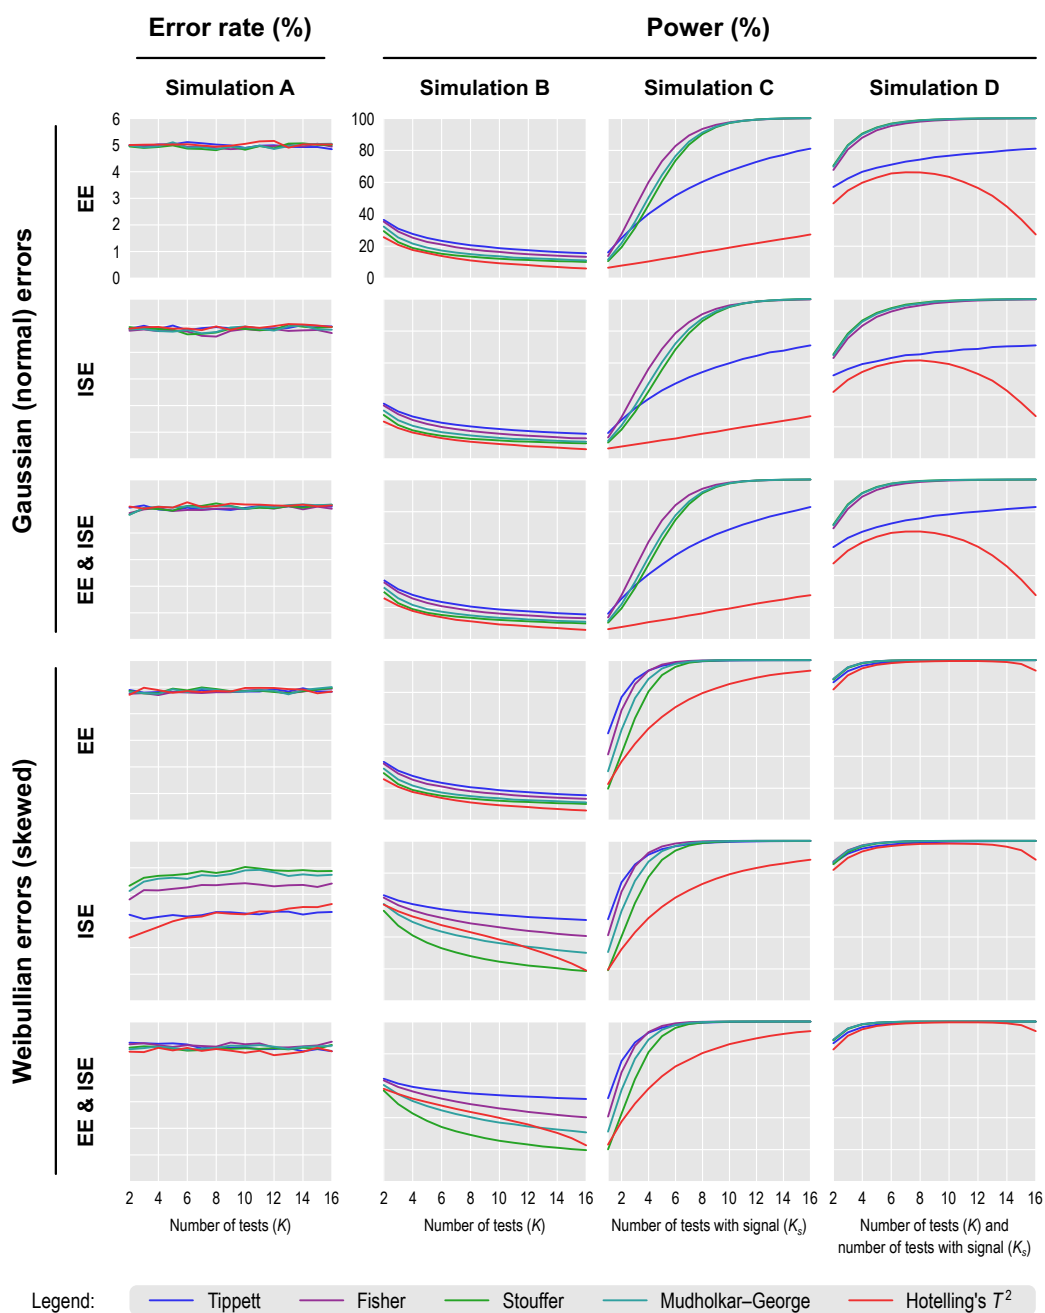 Error rate (%)
Power (%)
Simulation A
Simulation B
Simulation C
Simulation D
Gaussian (normal) errors
EE
6
5
4
3
2
1
0
100
80
60
40
20
0
ISE
EE & ISE
Weibullian errors (skewed)
EE
ISE
EE & ISE
2 4 6 8 10 12 14 16
2 4 6 8 10 12 14 16
2 4 6 8 10 12 14 16
2 4 6 8 10 12 14 16
Number of tests (K)
Number of tests (K)
Number of tests with signal (Ks)
Number of tests (K) and
number of tests with signal (Ks)
Legend:
Tippett
Fisher
Stouffer
Mudholkar–George
Hotelling's T²